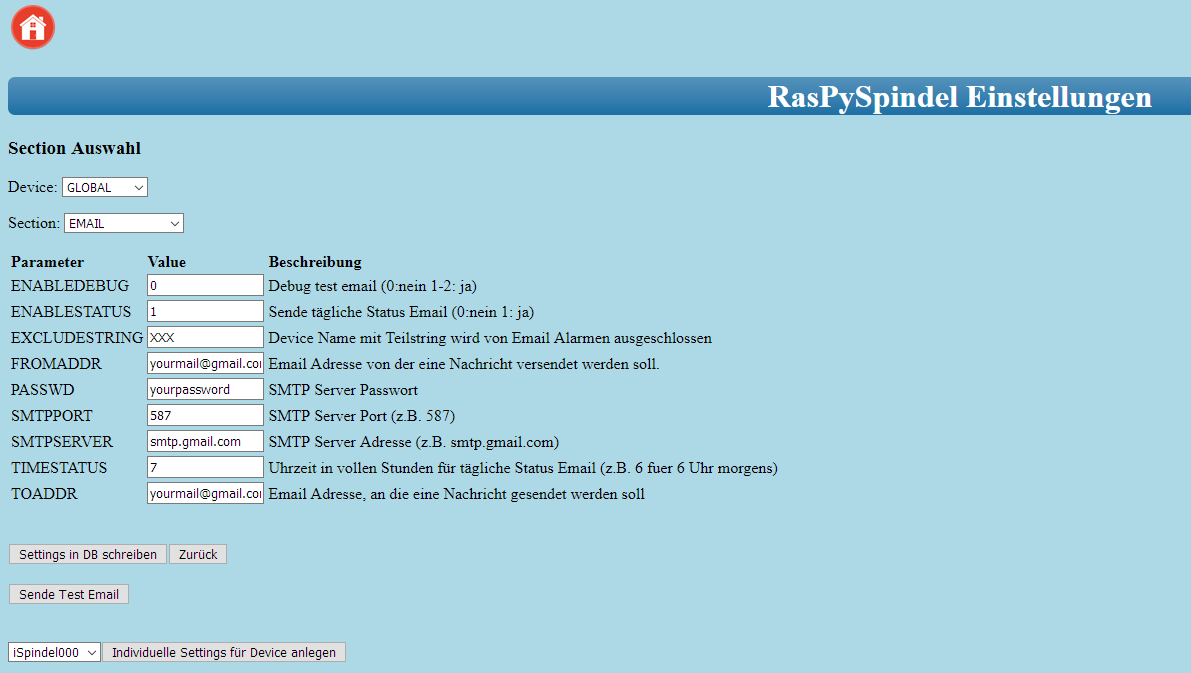 RasPySpindel Einstellungen
Section Auswahl
Device: GLOBAL
Section: EMAIL
Parameter Value Beschreibung
ENABLEDEBUG 0 Debug test email (0:nein 1-2: ja)
ENABLESTATUS 1 Sende tägliche Status Email (0:nein 1: ja)
EXCLUDESTRING XXX Device Name mit Teilstring wird von Email Alarmen ausgeschlossen
FROMADDR yourmail@gmail.co Email Adresse von der eine Nachricht versendet werden soll.
PASSWD yourpassword SMTP Server Passwort
SMTPPORT 587 SMTP Server Port (z.B. 587)
SMTPSERVER smtp.gmail.com SMTP Server Adresse (z.B. smtp.gmail.com)
TIMESTATUS 7 Uhrzeit in vollen Stunden für tägliche Status Email (z.B. 6 fuer 6 Uhr morgens)
TOADDR yourmail@gmail.co Email Adresse, an die eine Nachricht gesendet werden soll
Settings in DB schreiben Zurück
Sende Test Email
iSpindel000 Individuelle Settings für Device anlegen